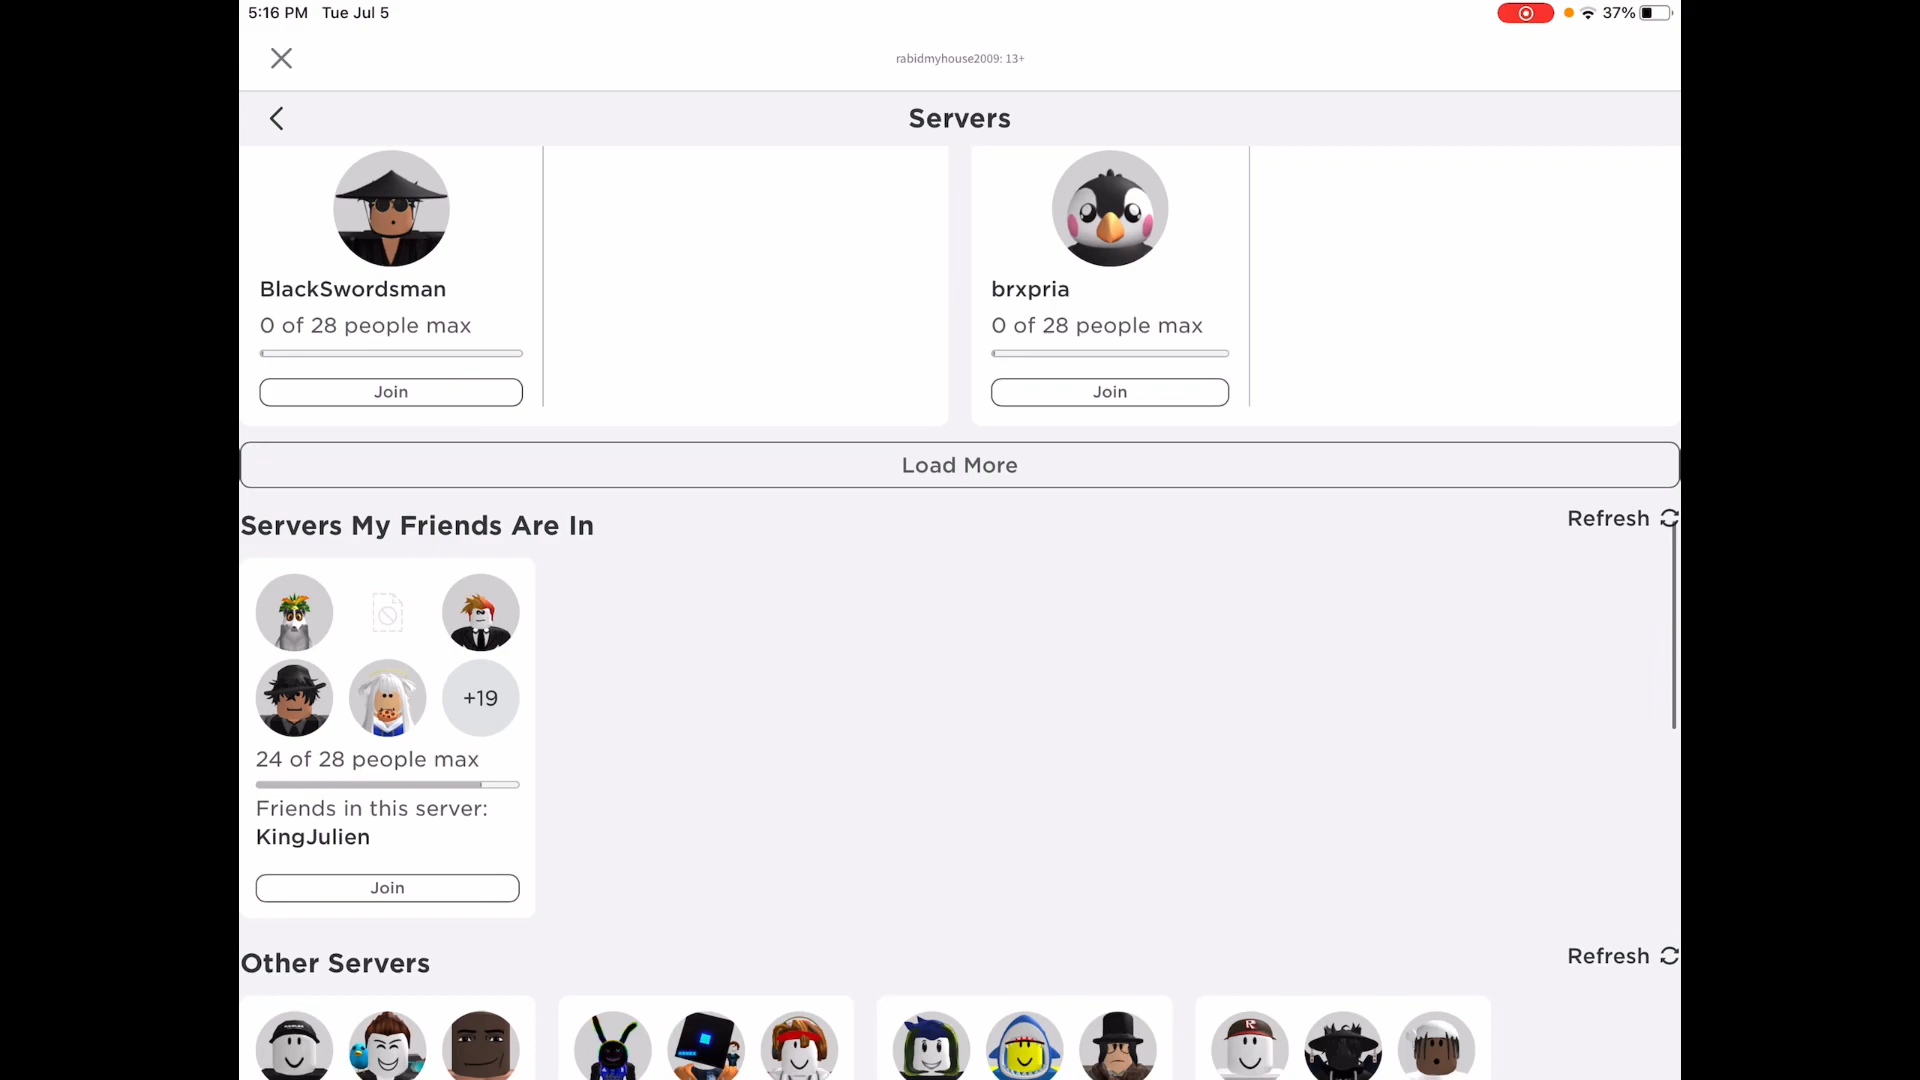 5:16 PM Tue Jul 5
37%
rabidmyhouse2009: 13+
Servers
BlackSwordsman
0 of 28 people max
Join
brxpria
0 of 28 people max
Join
Load More
Servers My Friends Are In
Refresh
+19
24 of 28 people max
Friends in this server:
KingJulien
Join
Other Servers
Refresh